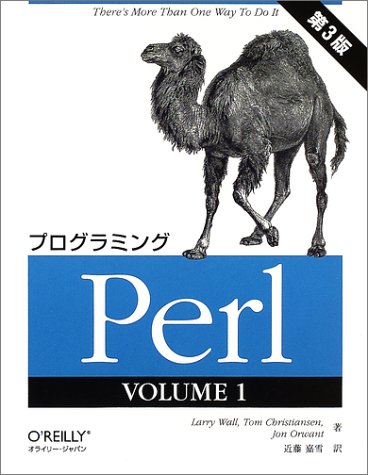 There's More Than One Way To Do It
第3版
プログラミング
Perl
VOLUME 1
Larry Wall, Tom Christiansen,
Jon Orwant 著
近藤 嘉雪 訳
O'REILLY®
オライリー・ジャパン